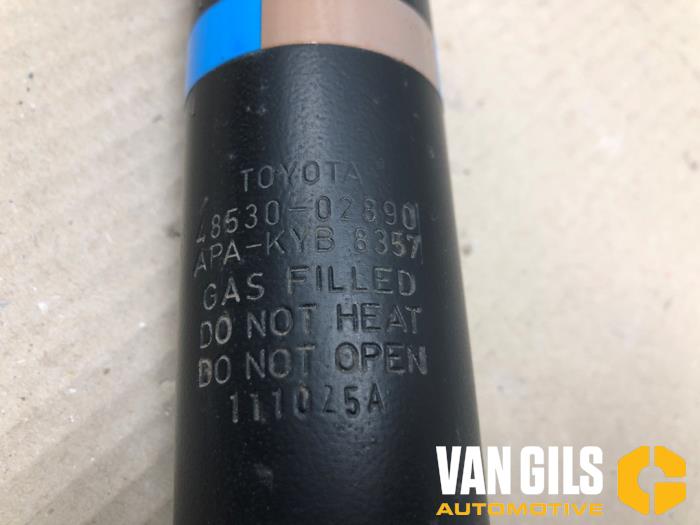 TOYOTA
48530-02890
APA-KYB 8357
GAS FILLED
DO NOT HEAT
DO NOT OPEN
111025A
VAN GILS
AUTOMOTIVE